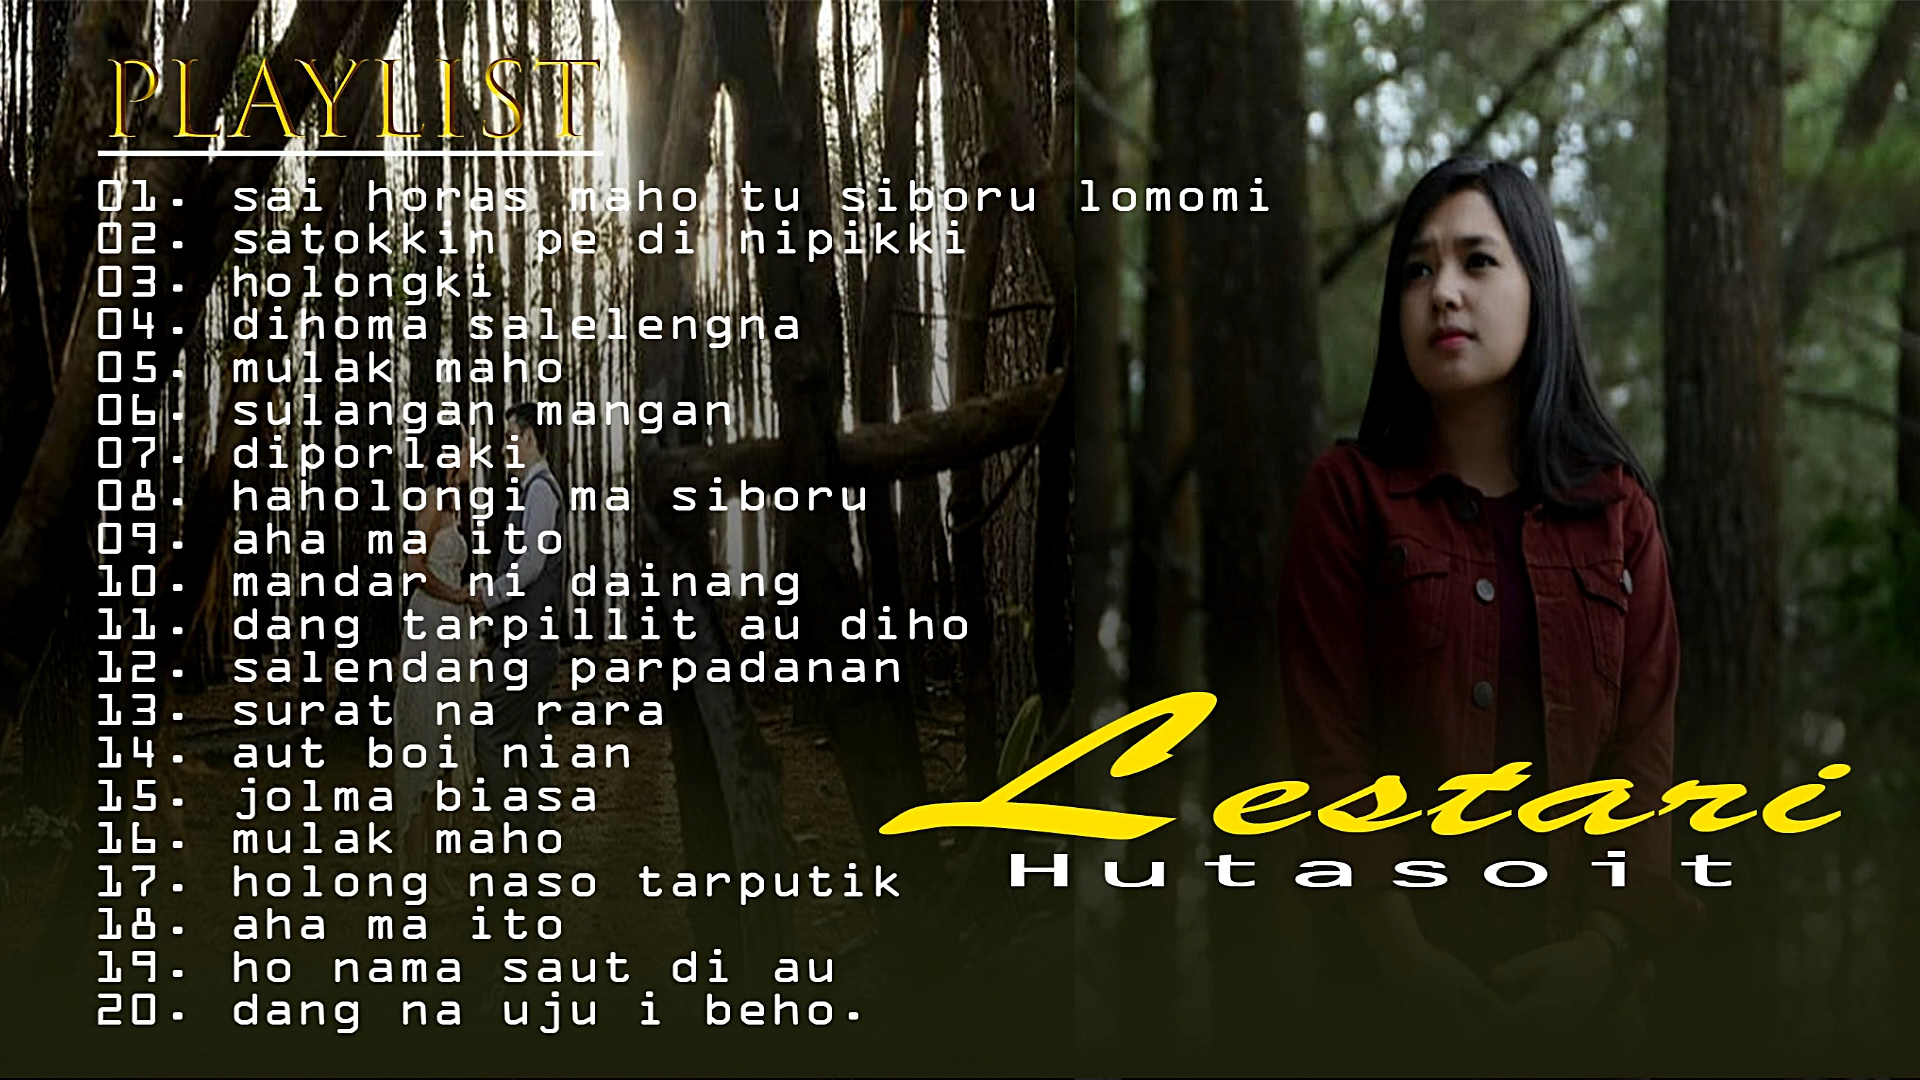 PLAYLIST
01. sai horas maho tu siboru lomomi
02. satokkin pe di nipikki
03. holongki
04. dihoma salelengna
05. mulak maho
06. sulangan mangan
07. diporlaki
08. haholongi ma siboru
09. aha ma ito
10. mandar ni dainang
11. dang tarpillit au diho
12. salendang parpadanan
13. surat na rara
14. aut boi nian
15. jolma biasa
16. mulak maho
17. holong naso tarputik
18. aha ma ito
19. ho nama saut di au
20. dang na uju i beho.
Lestari
Hutasoit